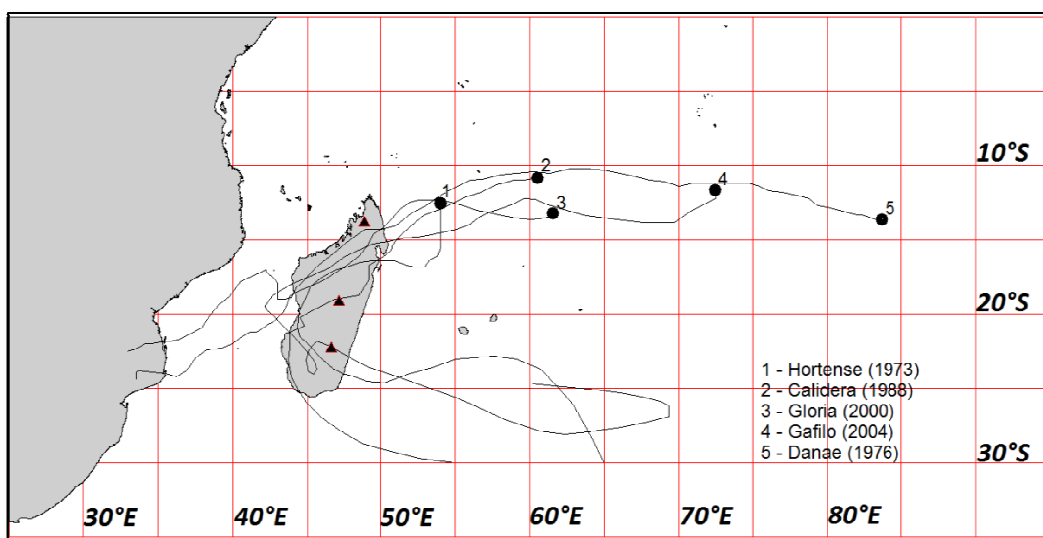 10°S
2
4
1
3
5
20°S
1 - Hortense (1973)
2 - Calidera (1988)
3 - Gloria (2000)
4 - Gafilo (2004)
5 - Danae (1976)
30°S
30°E 40°E 50°E 60°E 70°E 80°E